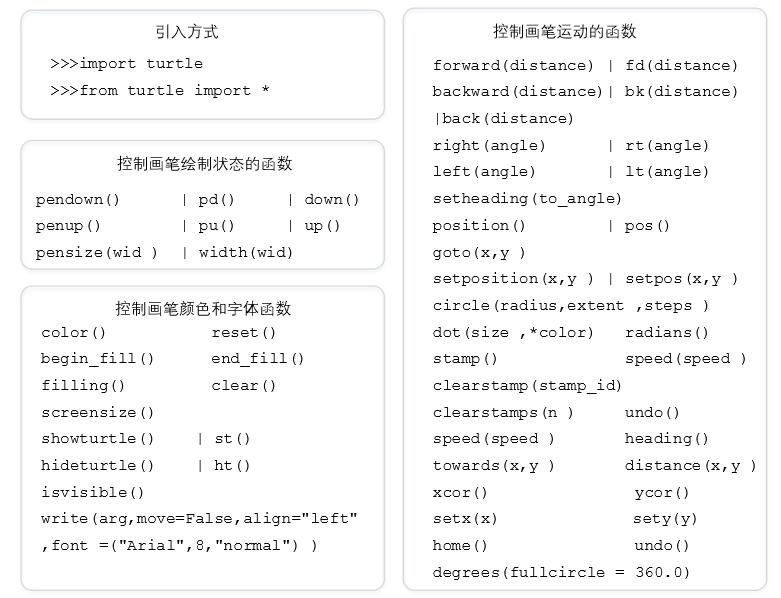 引入方式
>>>import turtle
>>>from turtle import *
控制画笔绘制状态的函数
pendown() | pd() | down()
penup() | pu() | up()
pensize(wid ) | width(wid)
控制画笔颜色和字体函数
color() reset()
begin_fill() end_fill()
filling() clear()
screensize()
showturtle() | st()
hideturtle() | ht()
isvisible()
write(arg,move=False,align="left"
,font =("Arial",8,"normal") )
控制画笔运动的函数
forward(distance) | fd(distance)
backward(distance)| bk(distance)
|back(distance)
right(angle) | rt(angle)
left(angle) | lt(angle)
setheading(to_angle)
position() | pos()
goto(x,y )
setposition(x,y ) | setpos(x,y )
circle(radius,extent ,steps )
dot(size ,*color) radians()
stamp() speed(speed )
clearstamp(stamp_id)
clearstamps(n ) undo()
speed(speed ) heading()
towards(x,y ) distance(x,y )
xcor() ycor()
setx(x) sety(y)
home() undo()
degrees(fullcircle = 360.0)